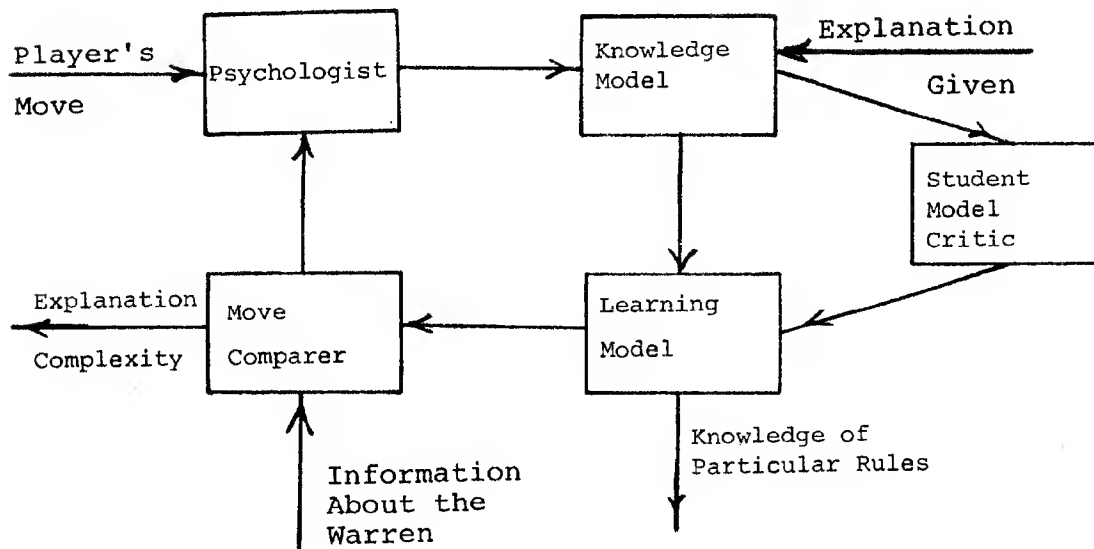 Player's
Move
Psychologist
Knowledge
Model
Explanation
Given
Student
Model
Critic
Explanation
Complexity
Move
Comparer
Learning
Model
Knowledge of
Particular Rules
Information
About the
Warren